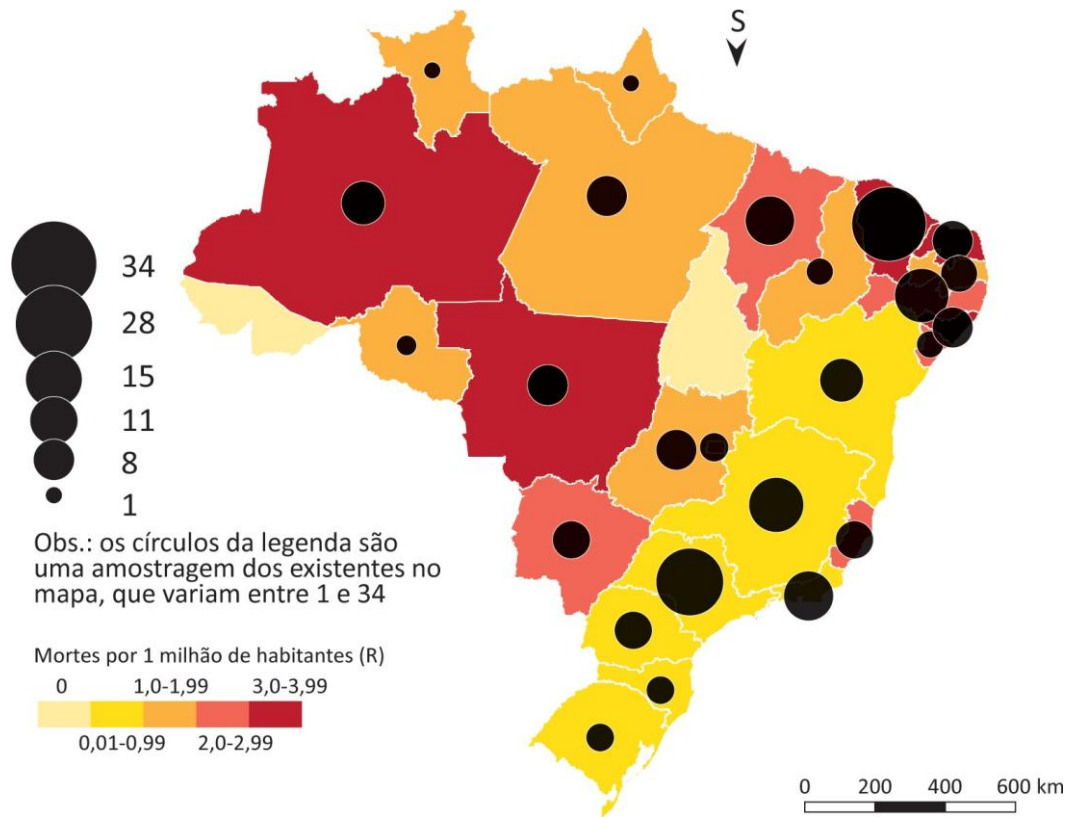 S
34
28
15
11
8
1
Obs.: os círculos da legenda são
uma amostragem dos existentes no
mapa, que variam entre 1 e 34
Mortes por 1 milhão de habitantes (R)
0 1,0-1,99 3,0-3,99
0,01-0,99 2,0-2,99
0 200 400 600 km